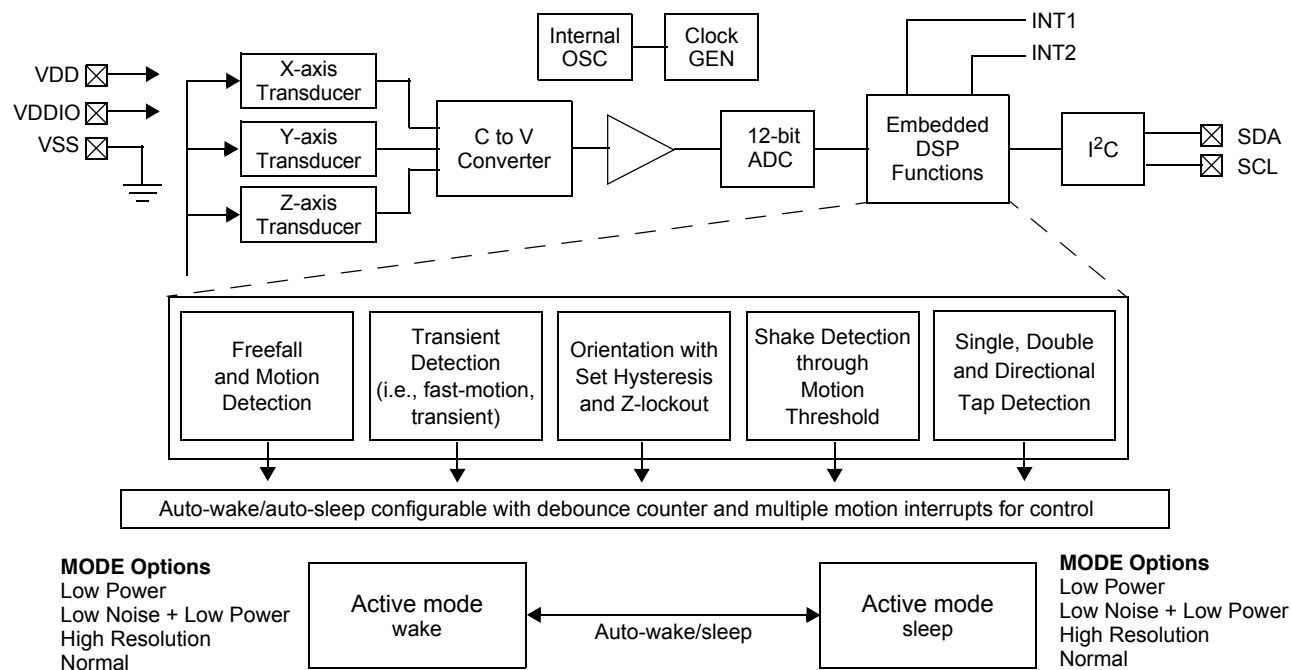 VDD
VDDIO
VSS
X-axis
Transducer
Y-axis
Transducer
Z-axis
Transducer
C to V
Converter
Internal
OSC
Clock
GEN
12-bit
ADC
Embedded
DSP
Functions
INT1
INT2
I²C
SDA
SCL
Freefall
and Motion
Detection
Transient
Detection
(i.e., fast-motion,
transient)
Orientation with
Set Hysteresis
and Z-lockout
Shake Detection
through
Motion
Threshold
Single, Double
and Directional
Tap Detection
Auto-wake/auto-sleep configurable with debounce counter and multiple motion interrupts for control
MODE Options
Low Power
Low Noise + Low Power
High Resolution
Normal
Active mode
wake
Auto-wake/sleep
Active mode
sleep
MODE Options
Low Power
Low Noise + Low Power
High Resolution
Normal